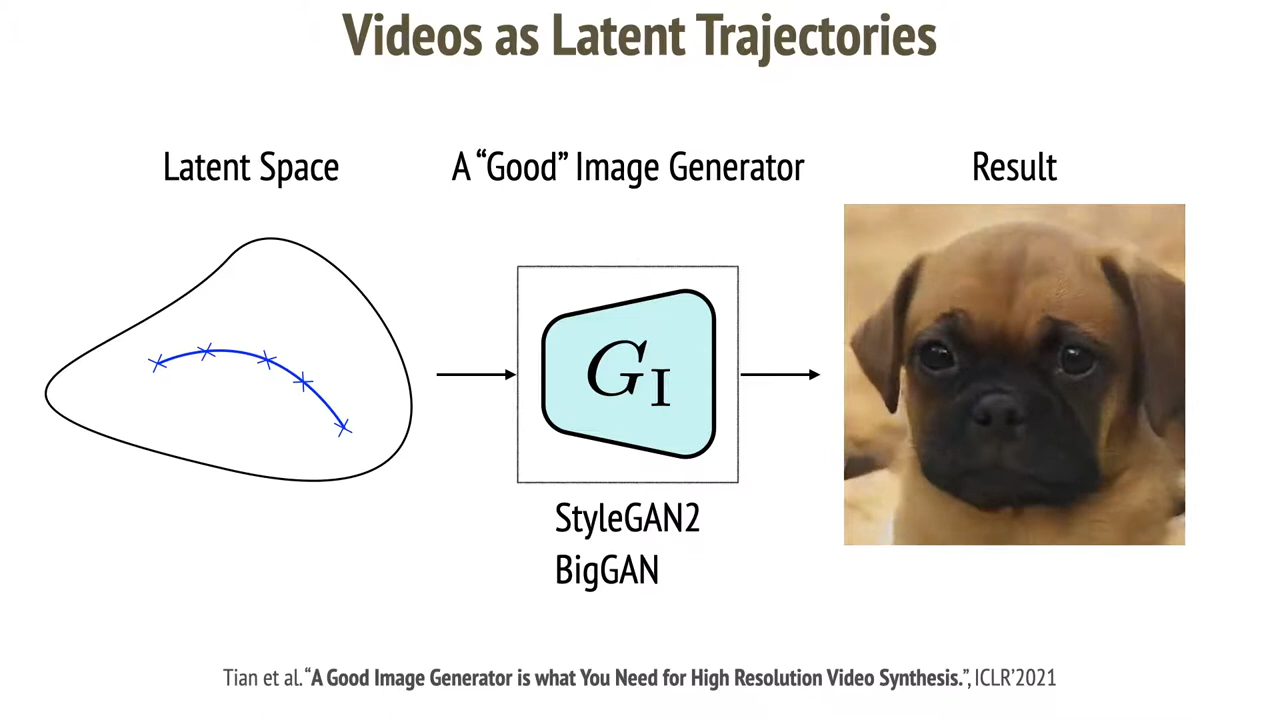 Videos as Latent Trajectories
Latent Space
A “Good” Image Generator
Result
G_I
StyleGAN2
BigGAN
Tian et al. “A Good Image Generator is what You Need for High Resolution Video Synthesis.”, ICLR’2021